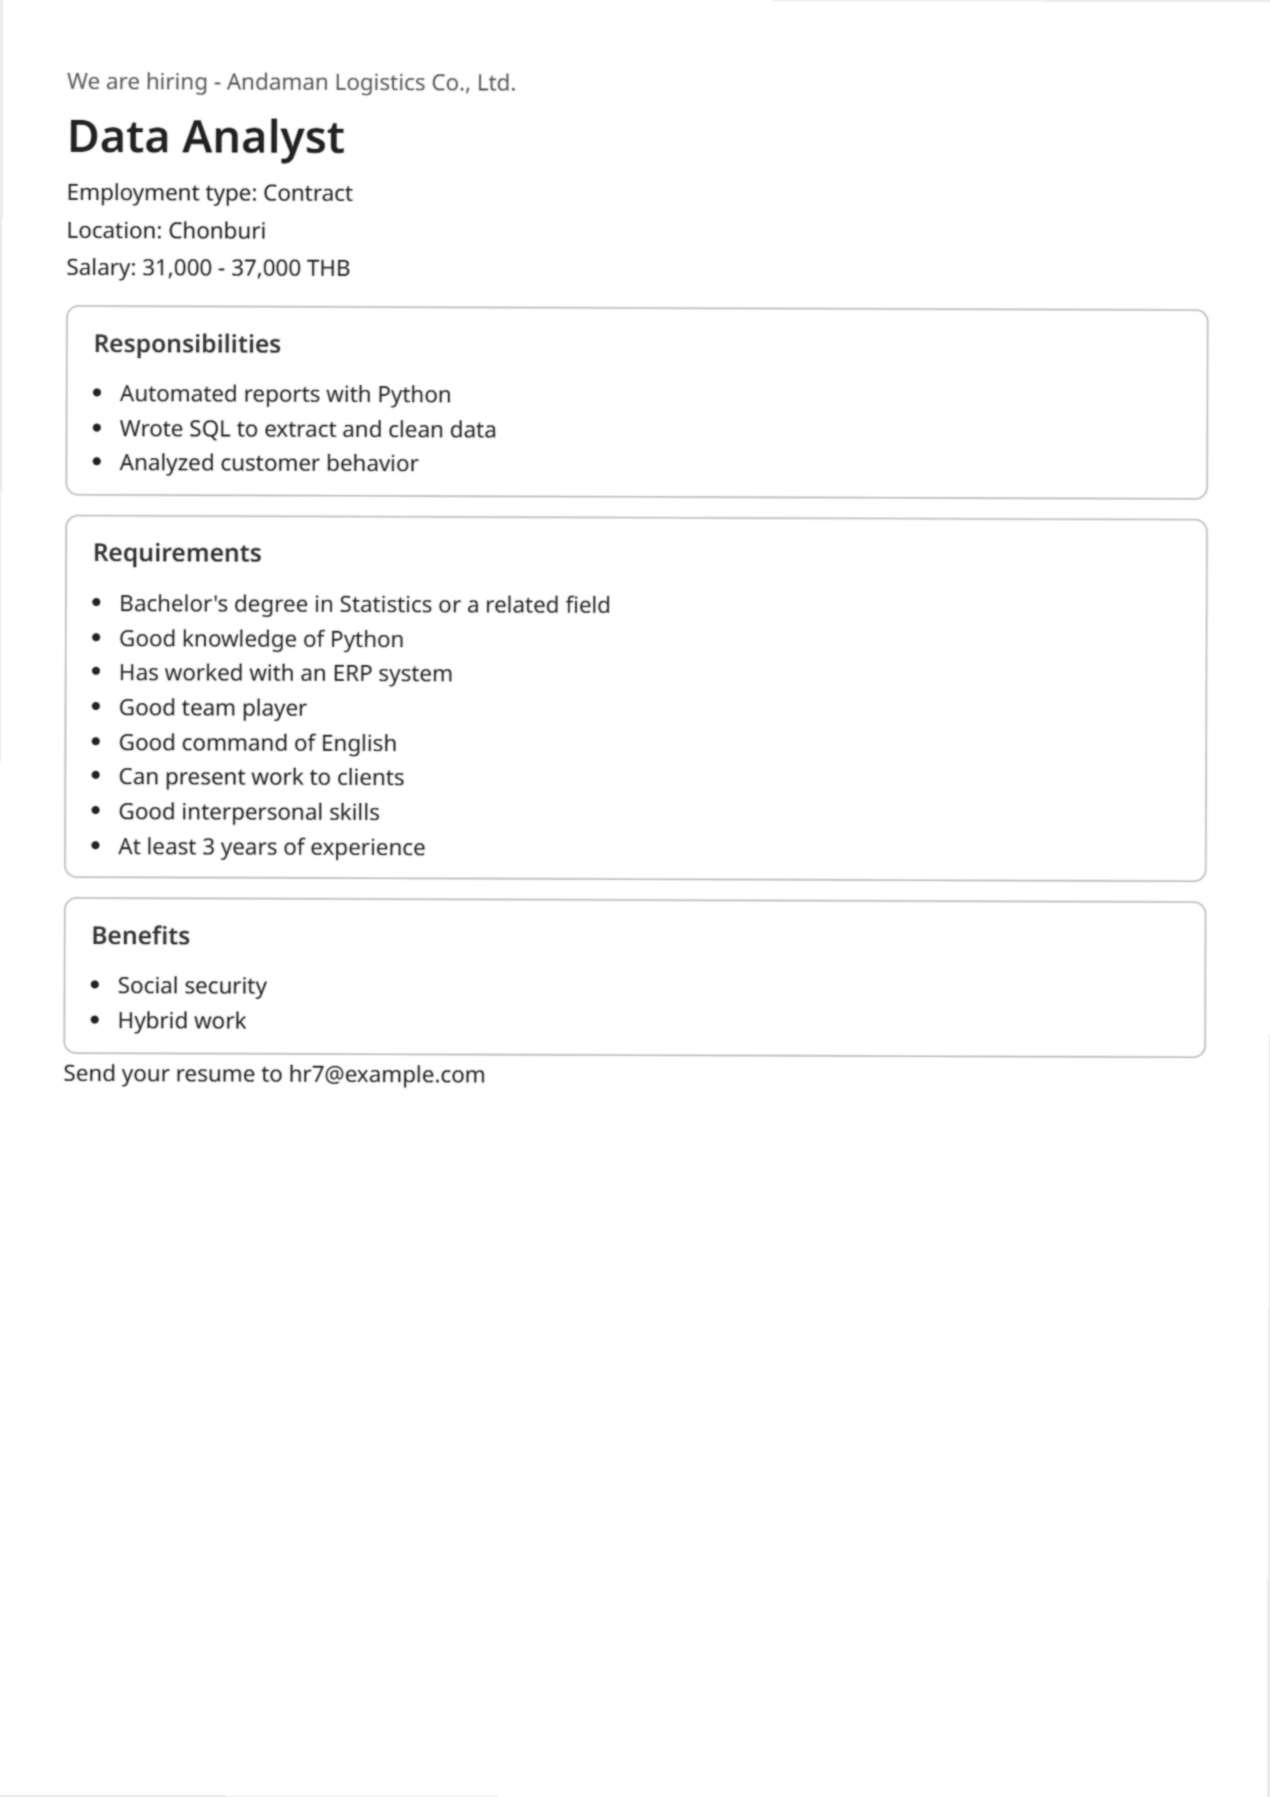 We are hiring - Andaman Logistics Co., Ltd.
Data Analyst
Employment type: Contract
Location: Chonburi
Salary: 31,000 - 37,000 THB
Responsibilities
• Automated reports with Python
• Wrote SQL to extract and clean data
• Analyzed customer behavior
Requirements
• Bachelor's degree in Statistics or a related field
• Good knowledge of Python
• Has worked with an ERP system
• Good team player
• Good command of English
• Can present work to clients
• Good interpersonal skills
• At least 3 years of experience
Benefits
• Social security
• Hybrid work
Send your resume to hr7@example.com